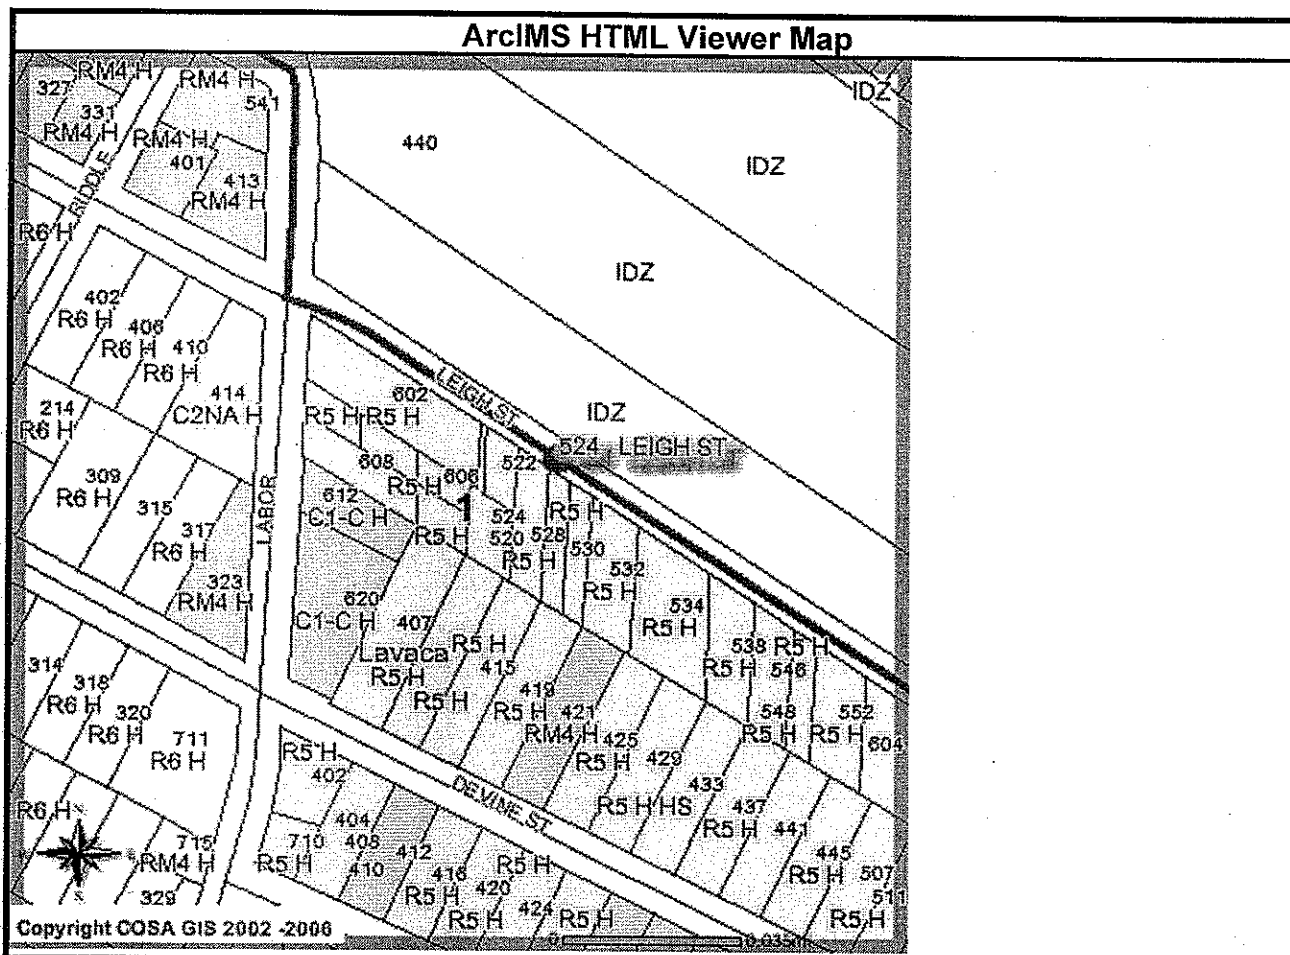 ArcIMS HTML Viewer Map
RM4 H
RM4 H
IDZ
327
541
331
RM4 H
RM4 H
440
401
IDZ
413
RM4 H
RIDDLE
R6 H
IDZ
402
R6 H
406
R6 H
410
R6 H
414
C2NA H
LEIGH ST
602
R5 H
R5 H
IDZ
214
R6 H
524 LEIGH ST
608
606
522
309
R6 H
R5 H
1
612
C1-C H
315
LABOR
524
R5 H
317
R6 H
R5 H
520
528
530
R5 H
323
RM4 H
532
R5 H
620
C1-C H
407
534
R5 H
Lavaca
R5 H
R5 H
415
538
R5 H
R5 H
546
314
318
R6 H
R5 H
419
R5 H
421
RM4 H
320
R6 H
548
R5 H
552
R5 H
604
711
R6 H
R5 H
402
425
R5 H
429
DEVINE ST
433
R5 H HS
437
R5 H
441
R6 H
404
408
410
412
715
RM4 H
710
R5 H
445
R5 H
507
511
416
R5 H
R5 H
420
R5 H
424
R5 H
R5 H
329
Copyright COSA GIS 2002 -2006
0
0.035m